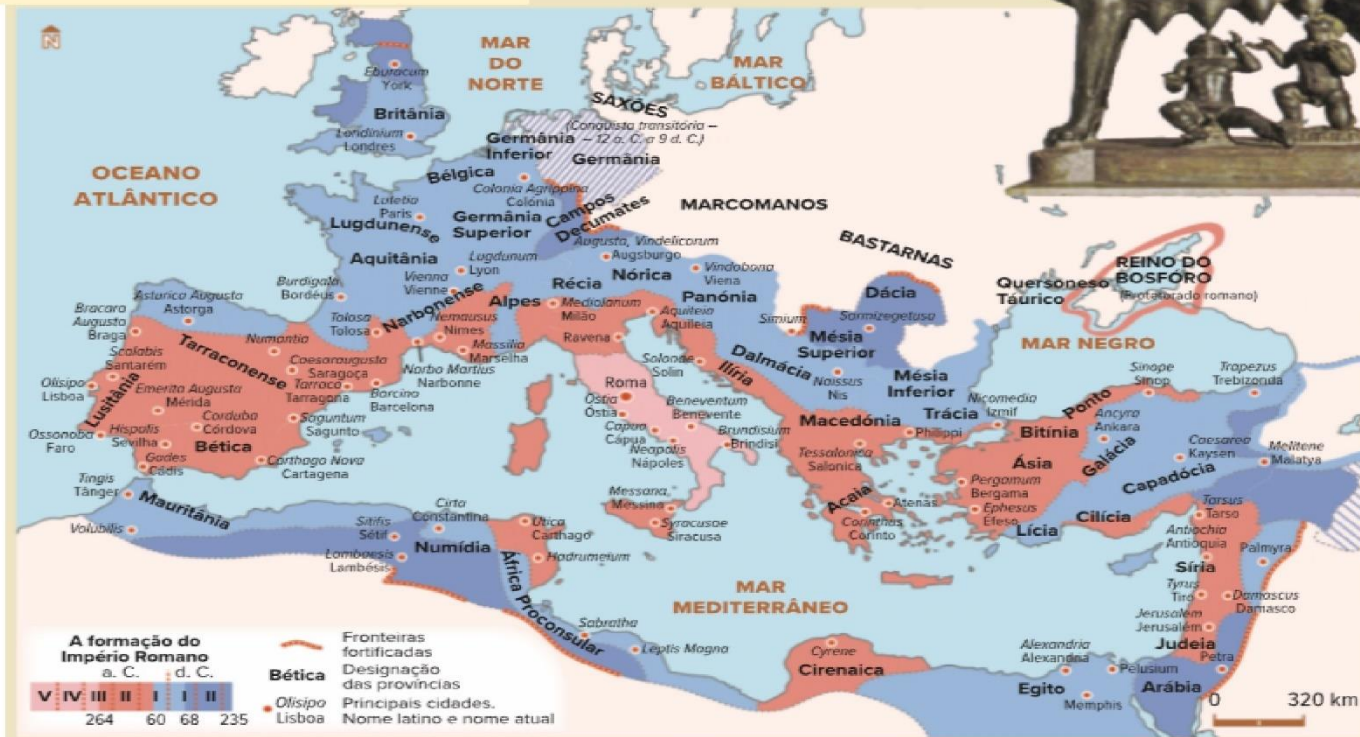 N
MAR
DO
NORTE
MAR
BÁLTICO
OCEANO
ATLÂNTICO
Eburacum
York
Britânia
Londinium
Londres
SAXÕES
(Conquista transitória –
– 12 a. C. a 9 d. C.)
Germânia
Inferior
Germânia
Bélgica
Colonia Agrippina
Colónia
Lutetia
Paris
Lugdunense
Germânia
Superior
Campos
Decumates
MARCOMANOS
BASTARNAS
Augusta, Vindelicorum
Augsburgo
Aquitânia
Lugdunum
Lyon
Vienna
Vienne
Burdigala,
Bordéus
Récia
Nórica
Vindobona
Viena
Panónia
Alpes
Mediolanum
Milão
Aquileia
Aquileia
Ravena
Narbonense
Nemausus
Nimes
Massilia
Marselha
Tolosa
Tolosa
Narbo Martius
Narbonne
Asturica Augusta
Astorga
Bracara
Augusta
Braga
Numantia
Tarraconense
Caesaraugusta
Saragoça
Tarraco
Tarragona
Barcino
Barcelona
Scalabis
Santarém
Olisipo
Lisboa
Lusitânia
Emerita Augusta
Mérida
Corduba
Córdova
Saguntum
Sagunto
Ossonoba
Faro
Hispalis
Sevilha
Bética
Gades
Cádis
Carthago Nova
Cartagena
Tingis
Tânger
Mauritânia
Volubilis
Sitifis
Sétif
Cirta
Constantina
Lambaesis
Lambésis
Numídia
Utica
Carthago
Hadrumetum
África Proconsular
Sabratha
Leptis Magna
Roma
Ostia
Óstia
Capua
Cápua
Neapolis
Nápoles
Beneventum
Benevente
Brundisium
Brindisi
Messana,
Messina
Syracusae
Siracusa
Solonae
Solin
Ilíria
Dalmácia
Simium
Dácia
Sarmizegetusa
Mésia
Superior
Naissus
Nis
Mésia
Inferior
Trácia
Macedónia
Philippi
Tessalonica
Salonica
Acaia
Atenas
Corinthus
Corinto
Quersoneso
Táurico
REINO DO
BÓSFORO
(Protetorado romano)
MAR NEGRO
Nicomedia
Izmif
Bitínia
Ponto
Sinope
Sinop
Trapezus
Trebizonda
Ancyra
Ankara
Galácia
Caesarea
Kaysen
Melitene
Malatya
Capadócia
Ásia
Pergamum
Bergama
Ephesus
Éfeso
Lícia
Cilícia
Tarsus
Tarso
Antiochia
Antióquia
Palmyra
Síria
Tyrus
Tiro
Damascus
Damasco
Jerusalem
Jerusalém
Judeia
Petra
Arábia
Pelusium
Alexandria
Alexandria
Egito
Memphis
Cyrene
Cirenaica
MAR
MEDITERRÂNEO
A formação do
Império Romano
a. C. d. C.
V IV III II I I II
264 60 68 235
Fronteiras
fortificadas
Bética
Designação
das províncias
Olisipo
Lisboa
Principais cidades.
Nome latino e nome atual
0 320 km